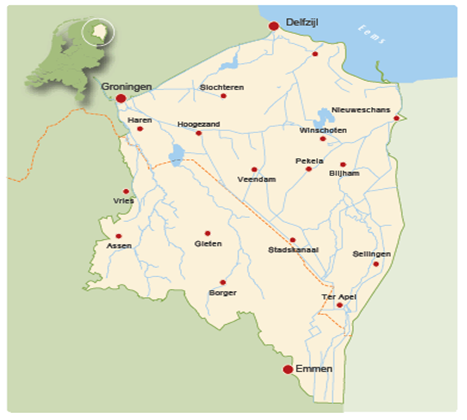 Delfzijl
Eems
Groningen
Slochteren
Nieuweschans
Haren
Hoogezand
Winschoten
Pekela
Blijham
Veendam
Vries
Assen
Gieten
Stadskanaal
Sellingen
Borger
Ter Apel
Emmen